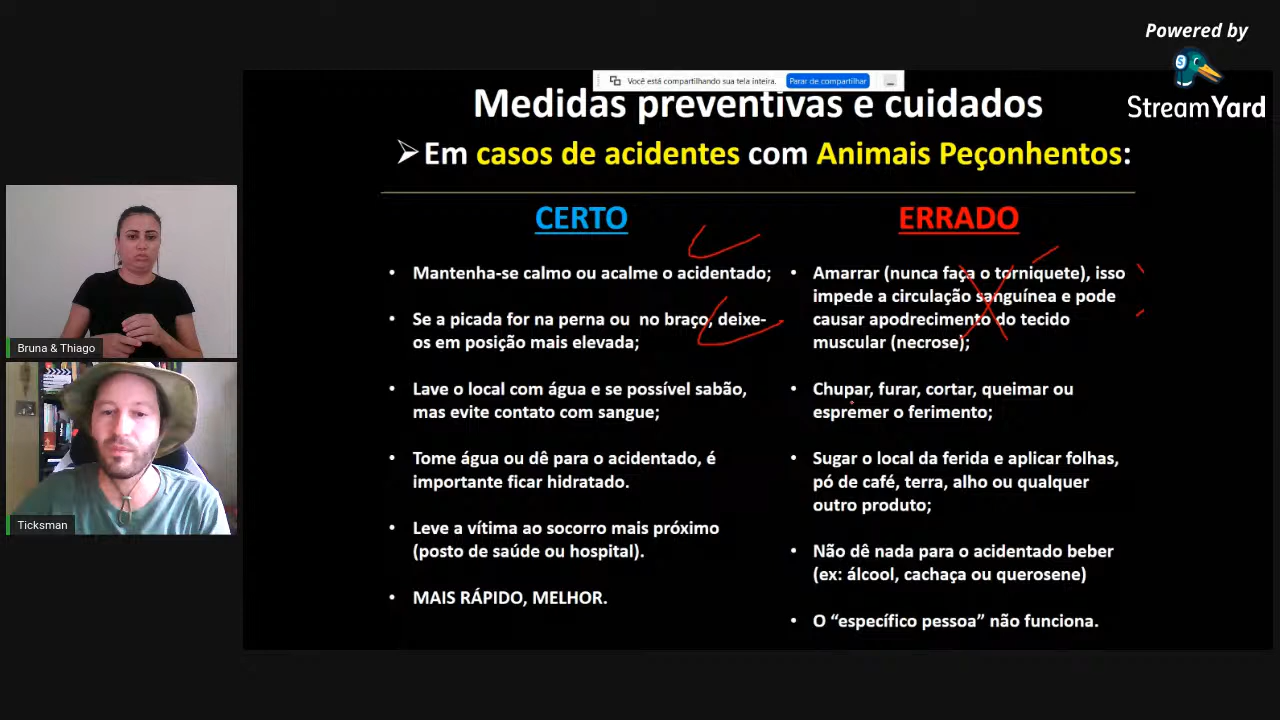 Powered by
StreamYard
Você está compartilhando sua tela inteira.
Parar de compartilhar
Medidas preventivas e cuidados
Em casos de acidentes com Animais Peçonhentos:
CERTO
• Mantenha-se calmo ou acalme o acidentado;
• Se a picada for na perna ou no braço, deixe-
os em posição mais elevada;
• Lave o local com água e se possível sabão,
mas evite contato com sangue;
• Tome água ou dê para o acidentado, é
importante ficar hidratado.
• Leve a vítima ao socorro mais próximo
(posto de saúde ou hospital).
• MAIS RÁPIDO, MELHOR.
ERRADO
• Amarrar (nunca faça o torniquete), isso
impede a circulação sanguínea e pode
causar apodrecimento do tecido
muscular (necrose);
• Chupar, furar, cortar, queimar ou
espremer o ferimento;
• Sugar o local da ferida e aplicar folhas,
pó de café, terra, alho ou qualquer
outro produto;
• Não dê nada para o acidentado beber
(ex: álcool, cachaça ou querosene)
• O “específico pessoa” não funciona.
Bruna & Thiago
Ticksman